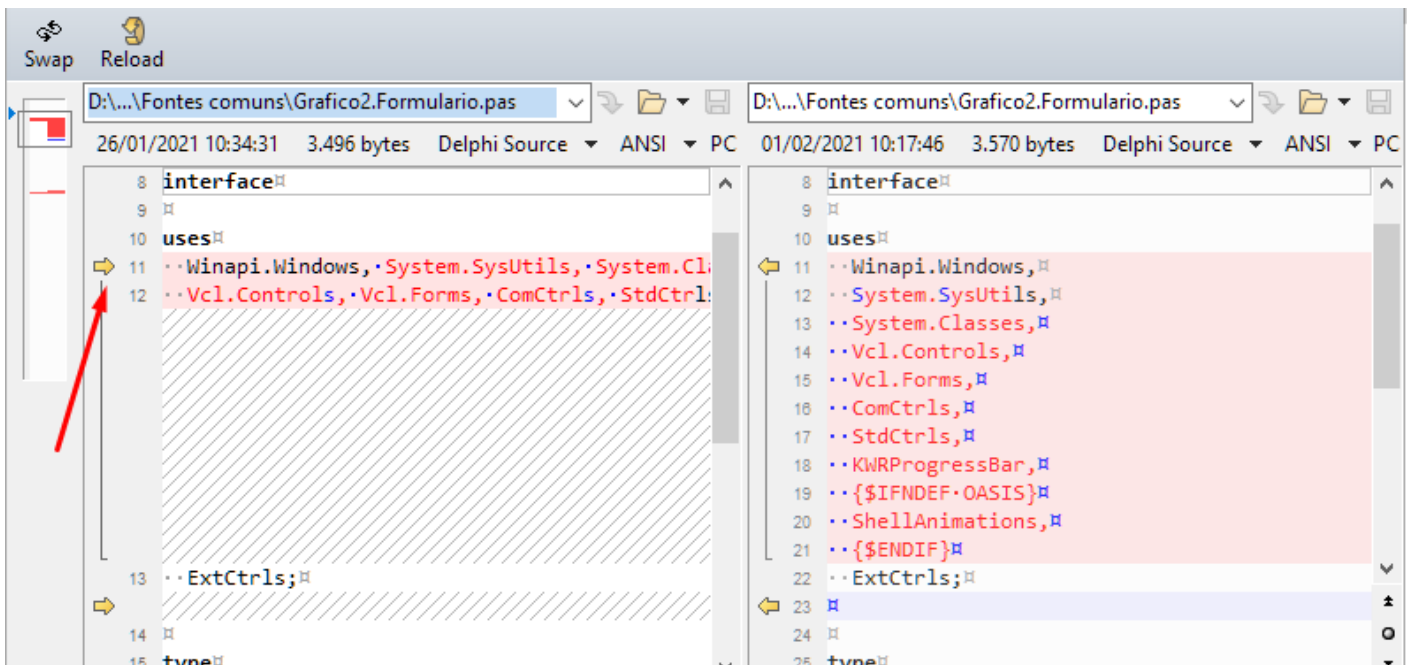 Swap Reload
D:\...\Fontes comuns\Grafico2.Formulario.pas
26/01/2021 10:34:31 3.496 bytes Delphi Source ANSI PC
8 interface¤
9 ¤
10 uses¤
11 ··Winapi.Windows,·System.SysUtils,·System.Cl
12 ··Vcl.Controls,·Vcl.Forms,·ComCtrls,·StdCtrl
13 ··ExtCtrls;¤
14 ¤
15 type¤
D:\...\Fontes comuns\Grafico2.Formulario.pas
01/02/2021 10:17:46 3.570 bytes Delphi Source ANSI PC
8 interface¤
9 ¤
10 uses¤
11 ··Winapi.Windows,¤
12 ··System.SysUtils,¤
13 ··System.Classes,¤
14 ··Vcl.Controls,¤
15 ··Vcl.Forms,¤
16 ··ComCtrls,¤
17 ··StdCtrls,¤
18 ··KWRProgressBar,¤
19 ··{$IFNDEF·OASIS}¤
20 ··ShellAnimations,¤
21 ··{$ENDIF}¤
22 ··ExtCtrls;¤
23 ¤
24 ¤
25 type¤